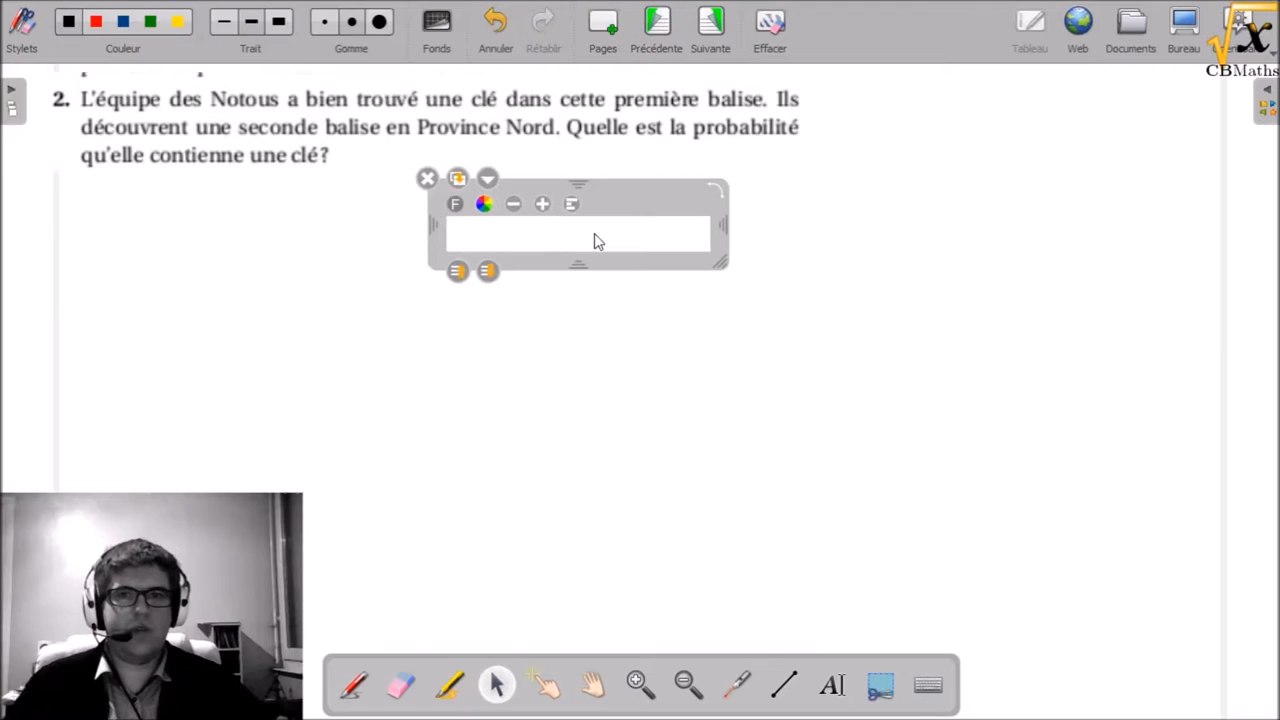 Stylets
Couleur
Trait
Gomme
Fonds
Annuler
Rétablir
Pages
Précédente
Suivante
Effacer
Tableau
Web
Documents
Bureau
√x
CBMaths
2. L'équipe des Notous a bien trouvé une clé dans cette première balise. Ils
découvrent une seconde balise en Province Nord. Quelle est la probabilité
qu'elle contienne une clé ?
F
AI